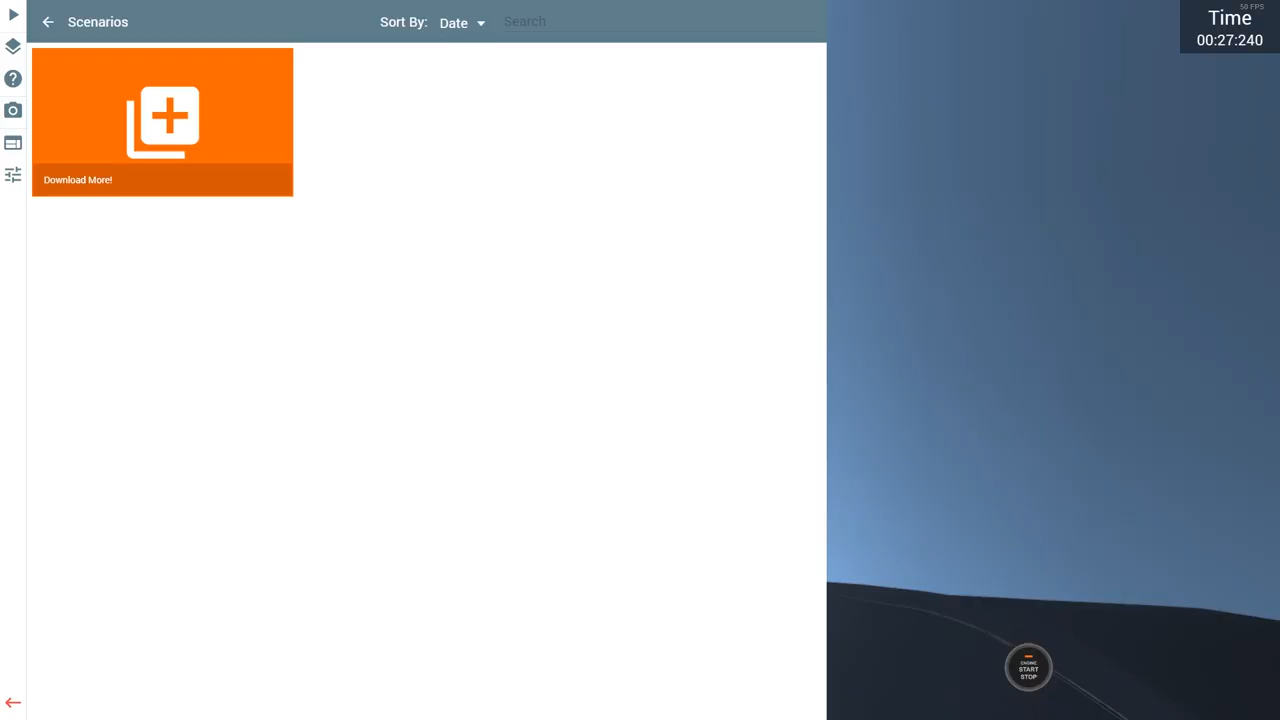 Scenarios
Sort By:
Date
Search
50 FPS
Time
00:27:240
Download More!
ENGINE
START
STOP